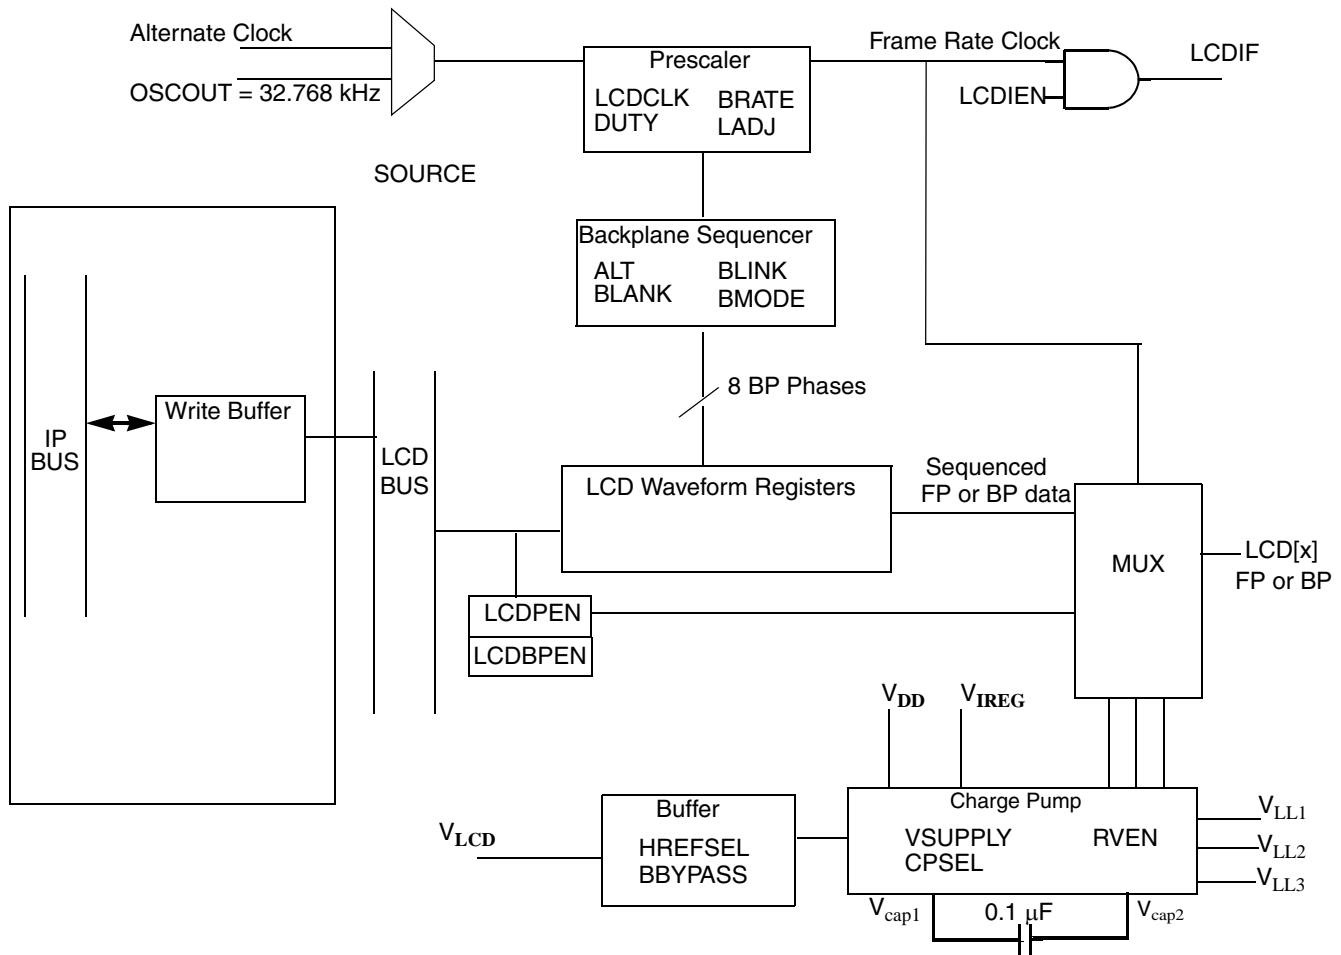 Alternate Clock
OSCOUT = 32.768 kHz
SOURCE
Prescaler
LCDCLK BRATE
DUTY LADJ
Frame Rate Clock
LCDIEN
LCDIF
Backplane Sequencer
ALT BLINK
BLANK BMODE
8 BP Phases
IP
BUS
Write Buffer
LCD
BUS
LCD Waveform Registers
Sequenced
FP or BP data
MUX
LCD[x]
FP or BP
LCDPEN
LCDBPEN
VDD VIREG
VLCD
Buffer
HREFSEL
BBYPASS
Charge Pump
VSUPPLY RVEN
CPSEL
VLL1
VLL2
VLL3
Vcap1 0.1 μF Vcap2